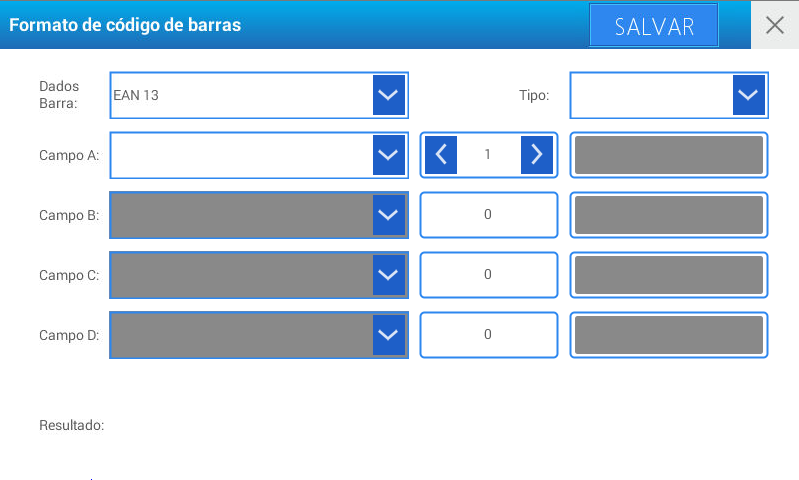 Formato de código de barras
SALVAR
Dados
Barra:
EAN 13
Tipo:
Campo A:
1
Campo B:
0
Campo C:
0
Campo D:
0
Resultado: